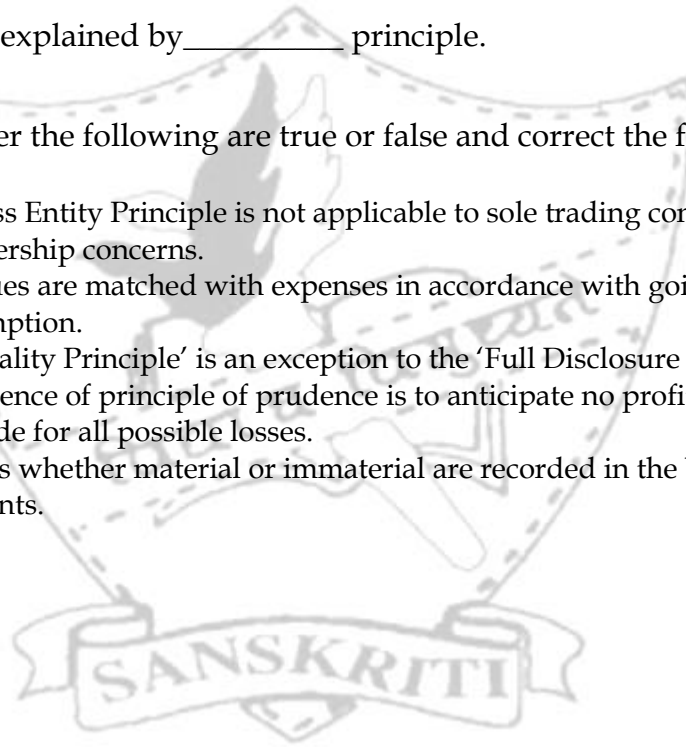 explained by__________ principle.
er the following are true or false and correct the f
ss Entity Principle is not applicable to sole trading con
ership concerns.
ues are matched with expenses in accordance with goi
mption.
ality Principle’ is an exception to the ‘Full Disclosure
ence of principle of prudence is to anticipate no profi
de for all possible losses.
s whether material or immaterial are recorded in the
nts.
SANSKRITI